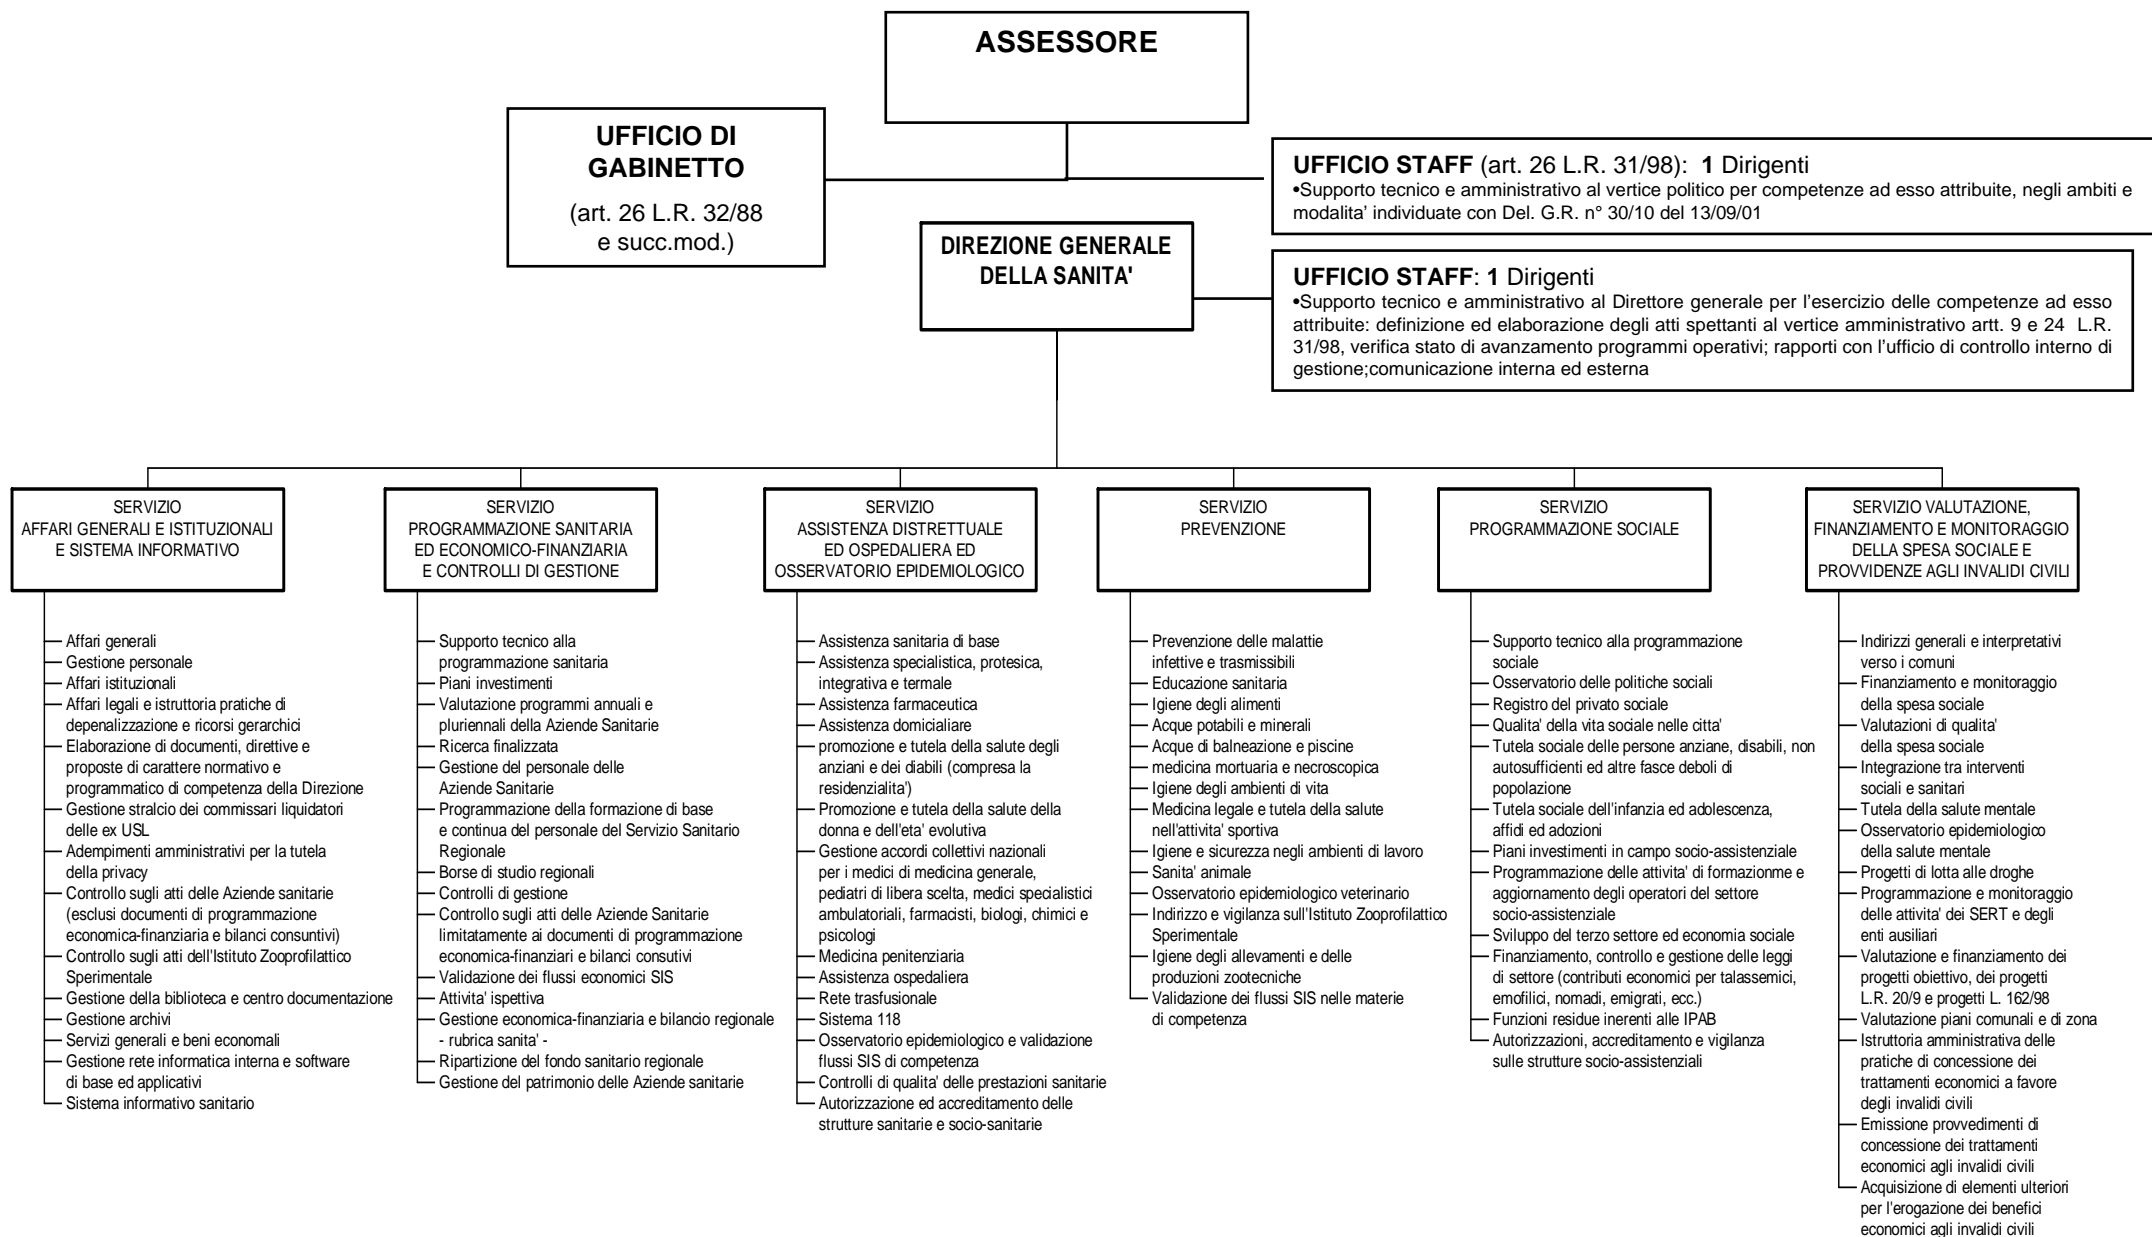 ASSESSORE
UFFICIO DI
GABINETTO
(art. 26 L.R. 32/88
e succ.mod.)
UFFICIO STAFF (art. 26 L.R. 31/98): 1 Dirigenti
•Supporto tecnico e amministrativo al vertice politico per competenze ad esso attribuite, negli ambiti e
modalita’ individuate con Del. G.R. n° 30/10 del 13/09/01
DIREZIONE GENERALE
DELLA SANITA'
UFFICIO STAFF: 1 Dirigenti
•Supporto tecnico e amministrativo al Direttore generale per l’esercizio delle competenze ad esso
attribuite: definizione ed elaborazione degli atti spettanti al vertice amministrativo artt. 9 e 24 L.R.
31/98, verifica stato di avanzamento programmi operativi; rapporti con l’ufficio di controllo interno di
gestione;comunicazione interna ed esterna
SERVIZIO
AFFARI GENERALI E ISTITUZIONALI
E SISTEMA INFORMATIVO
Affari generali
Gestione personale
Affari istituzionali
Affari legali e istruttoria pratiche di
depenalizzazione e ricorsi gerarchici
Elaborazione di documenti, direttive e
proposte di carattere normativo e
programmatico di competenza della Direzione
Gestione stralcio dei commissari liquidatori
delle ex USL
Adempimenti amministrativi per la tutela
della privacy
Controllo sugli atti delle Aziende sanitarie
(esclusi documenti di programmazione
economica-finanziaria e bilanci consuntivi)
Controllo sugli atti dell'Istituto Zooprofilattico
Sperimentale
Gestione della biblioteca e centro documentazione
Gestione archivi
Servizi generali e beni economali
Gestione rete informatica interna e software
di base ed applicativi
Sistema informativo sanitario
SERVIZIO
PROGRAMMAZIONE SANITARIA
ED ECONOMICO-FINANZIARIA
E CONTROLLI DI GESTIONE
Supporto tecnico alla
programmazione sanitaria
Piani investimenti
Valutazione programmi annuali e
pluriennali della Aziende Sanitarie
Ricerca finalizzata
Gestione del personale delle
Aziende Sanitarie
Programmazione della formazione di base
e continua del personale del Servizio Sanitario
Regionale
Borse di studio regionali
Controlli di gestione
Controllo sugli atti delle Aziende Sanitarie
limitatamente ai documenti di programmazione
economica-finanziari e bilanci consutivi
Validazione dei flussi economici SIS
Attivita' ispettiva
Gestione economica-finanziaria e bilancio regionale
- rubrica sanita' -
Ripartizione del fondo sanitario regionale
Gestione del patrimonio delle Aziende sanitarie
SERVIZIO
ASSISTENZA DISTRETTUALE
ED OSPEDALIERA ED
OSSERVATORIO EPIDEMIOLOGICO
Assistenza sanitaria di base
Assistenza specialistica, protesica,
integrativa e termale
Assistenza farmaceutica
Assistenza domicialiare
promozione e tutela della salute degli
anziani e dei diabili (compresa la
residenzialita')
Promozione e tutela della salute della
donna e dell'eta' evolutiva
Gestione accordi collettivi nazionali
per i medici di medicina generale,
pediatri di libera scelta, medici specialistici
ambulatoriali, farmacisti, biologi, chimici e
psicologi
Medicina penitenziaria
Assistenza ospedaliera
Rete trasfusionale
Sistema 118
Osservatorio epidemiologico e validazione
flussi SIS di competenza
Controlli di qualita' delle prestazioni sanitarie
Autorizzazione ed accreditamento delle
strutture sanitarie e socio-sanitarie
SERVIZIO
PREVENZIONE
Prevenzione delle malattie
infettive e trasmissibili
Educazione sanitaria
Igiene degli alimenti
Acque potabili e minerali
Acque di balneazione e piscine
medicina mortuaria e necroscopica
Igiene degli ambienti di vita
Medicina legale e tutela della salute
nell'attivita' sportiva
Igiene e sicurezza negli ambienti di lavoro
Sanita' animale
Osservatorio epidemiologico veterinario
Indirizzo e vigilanza sull'Istituto Zooprofilattico
Sperimentale
Igiene degli allevamenti e delle
produzioni zootecniche
Validazione dei flussi SIS nelle materie
di competenza
SERVIZIO
PROGRAMMAZIONE SOCIALE
Supporto tecnico alla programmazione
sociale
Osservatorio delle politiche sociali
Registro del privato sociale
Qualita' della vita sociale nelle citta'
Tutela sociale delle persone anziane, disabili, non
autosufficienti ed altre fasce deboli di
popolazione
Tutela sociale dell'infanzia ed adolescenza,
affidi ed adozioni
Piani investimenti in campo socio-assistenziale
Programmazione delle attivita' di formazionme e
aggiornamento degli operatori del settore
socio-assistenziale
Sviluppo del terzo settore ed economia sociale
Finanziamento, controllo e gestione delle leggi
di settore (contributi economici per talassemici,
emofilici, nomadi, emigrati, ecc.)
Funzioni residue inerenti alle IPAB
Autorizzazioni, accreditamento e vigilanza
sulle strutture socio-assistenziali
SERVIZIO VALUTAZIONE,
FINANZIAMENTO E MONITORAGGIO
DELLA SPESA SOCIALE E
PROVVIDENZE AGLI INVALIDI CIVILI
Indirizzi generali e interpretativi
verso i comuni
Finanziamento e monitoraggio
della spesa sociale
Valutazioni di qualita'
della spesa sociale
Integrazione tra interventi
sociali e sanitari
Tutela della salute mentale
Osservatorio epidemiologico
della salute mentale
Progetti di lotta alle droghe
Programmazione e monitoraggio
delle attivita' dei SERT e degli
enti ausiliari
Valutazione e finanziamento dei
progetti obiettivo, dei progetti
L.R. 20/9 e progetti L. 162/98
Valutazione piani comunali e di zona
Istruttoria amministrativa delle
pratiche di concessione dei
trattamenti economici a favore
degli invalidi civili
Emissione provvedimenti di
concessione dei trattamenti
economici agli invalidi civili
Acquisizione di elementi ulteriori
per l'erogazione dei benefici
economici agli invalidi civili